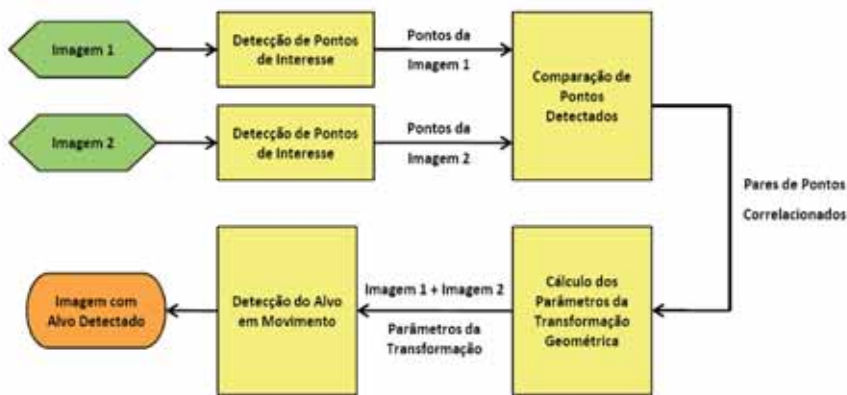 Imagem 1
Detecção de Pontos
de Interesse
Pontos da
Imagem 1
Comparação de
Pontos
Detectados
Imagem 2
Detecção de Pontos
de Interesse
Pontos da
Imagem 2
Pares de Pontos
Correlacionados
Cálculo dos
Parâmetros da
Transformação
Geométrica
Imagem 1 + Imagem 2
Parâmetros da
Transformação
Detecção do Alvo
em Movimento
Imagem com
Alvo Detectado